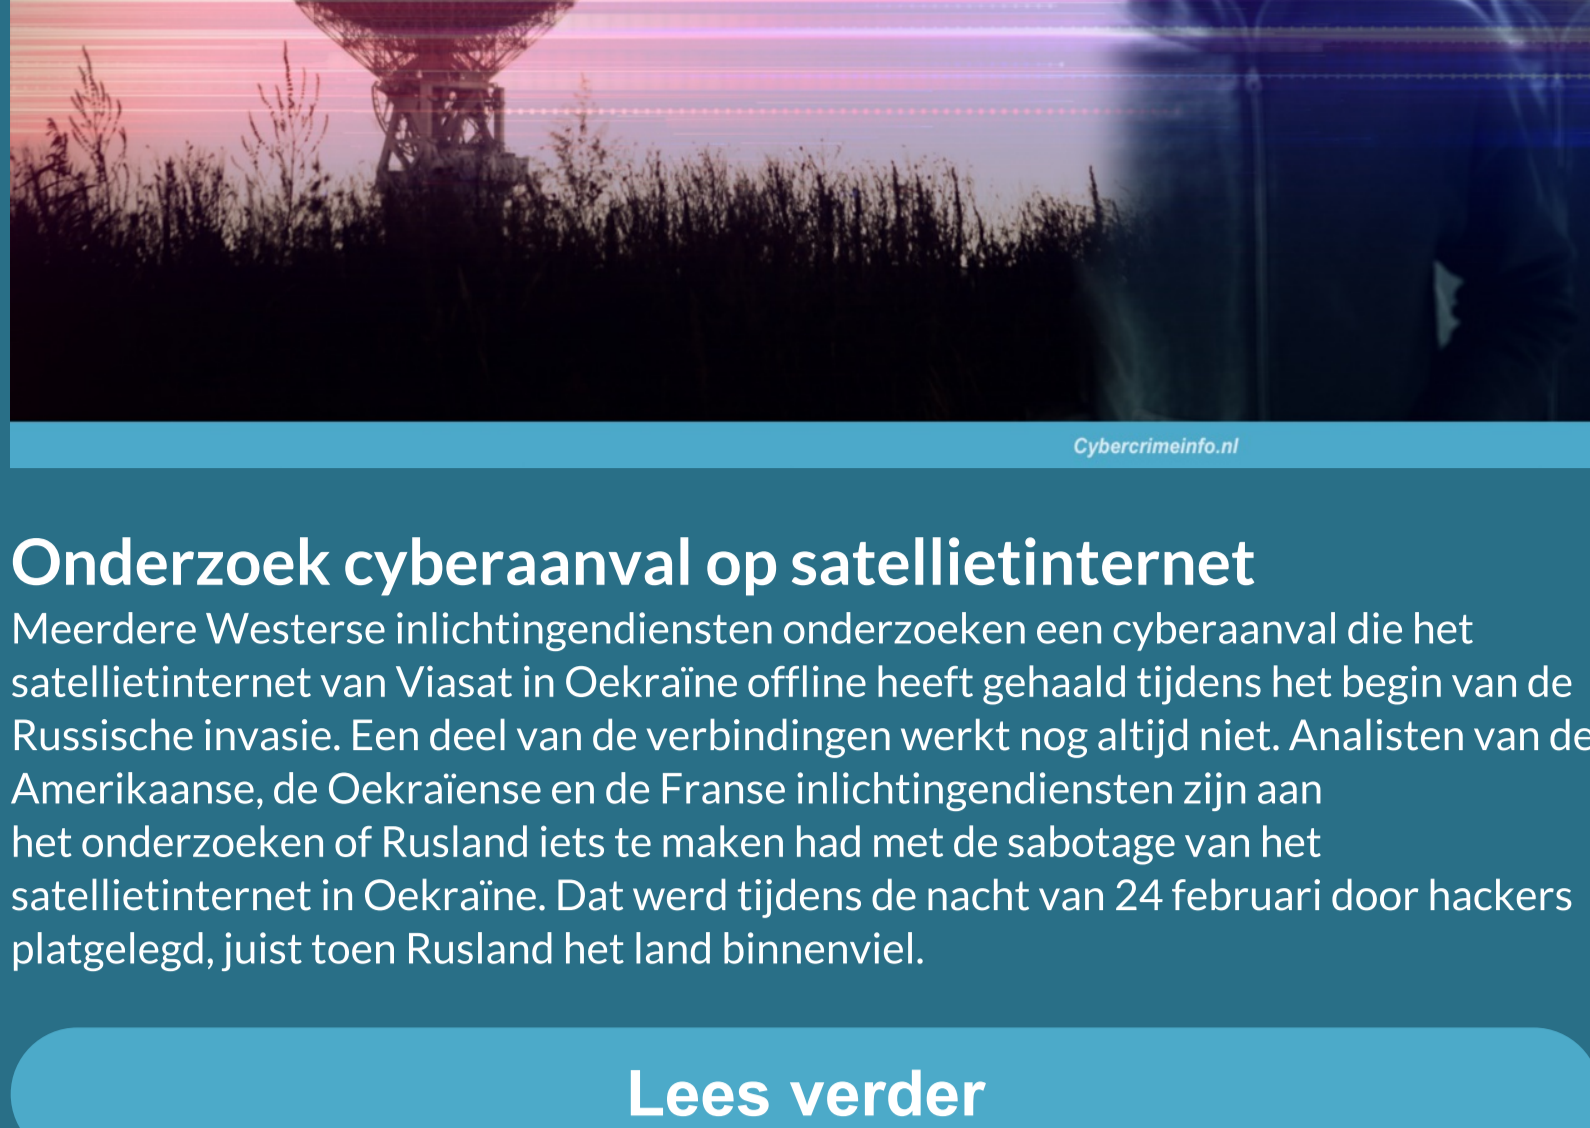 Cybercrimeinfo.nl
Onderzoek cyberaanval op satellietinternet
Meerdere Westerse inlichtingendiensten onderzoeken een cyberaanval die het
satellietinternet van Viasat in Oekraïne offline heeft gehaald tijdens het begin van de
Russische invasie. Een deel van de verbindingen werkt nog altijd niet. Analisten van de
Amerikaanse, de Oekraïense en de Franse inlichtingendiensten zijn aan
het onderzoeken of Rusland iets te maken had met de sabotage van het
satellietinternet in Oekraïne. Dat werd tijdens de nacht van 24 februari door hackers
platgelegd, juist toen Rusland het land binnenviel.
Lees verder